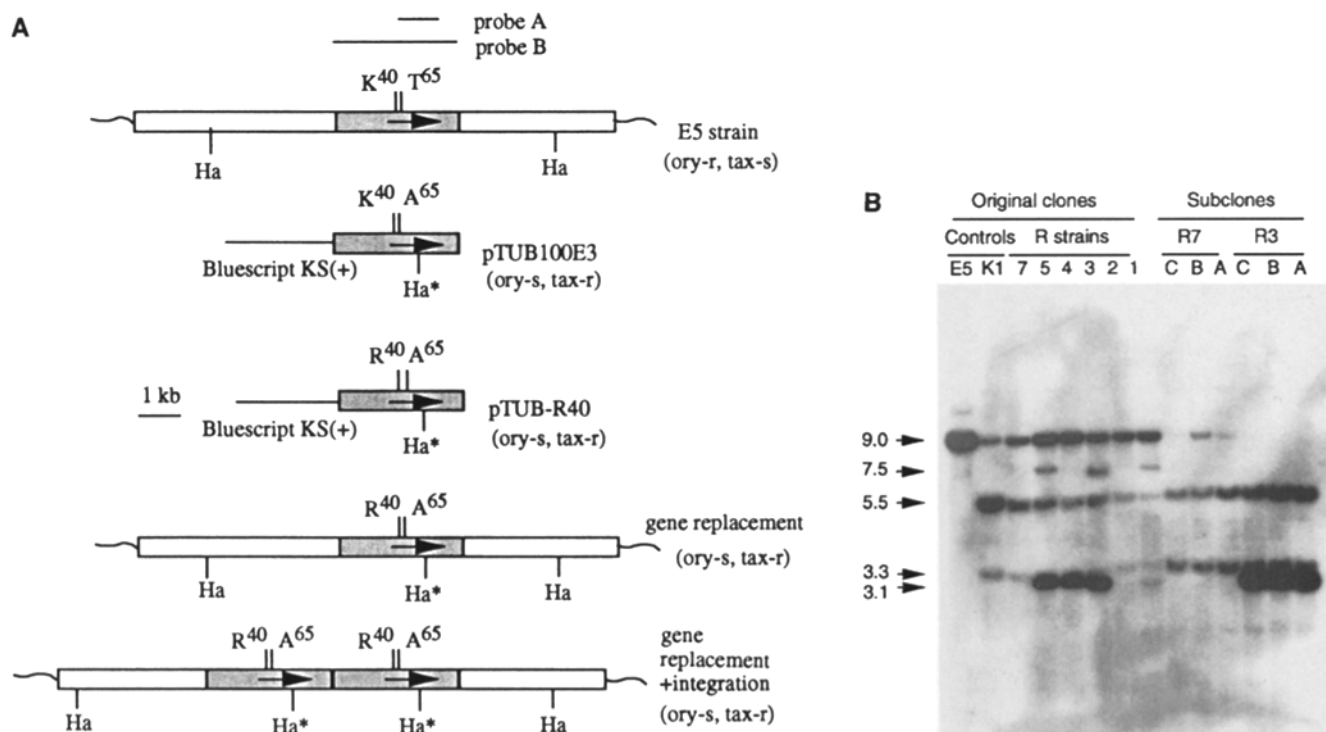 A
probe A
probe B
K40 T65
E5 strain
Ha
Ha
(ory-r, tax-s)
K40 A65
Bluescript KS(+)
pTUB100E3
(ory-s, tax-r)
Ha*
R40 A65
1 kb
Bluescript KS(+)
pTUB-R40
(ory-s, tax-r)
Ha*
R40 A65
gene replacement
(ory-s, tax-r)
Ha
Ha*
Ha
R40 A65
R40 A65
gene
replacement
+integration
(ory-s, tax-r)
Ha
Ha*
Ha*
Ha
B
Original clones Subclones
Controls R strains R7 R3
E5 K1 7 5 4 3 2 1 C B A C B A
9.0
7.5
5.5
3.3
3.1